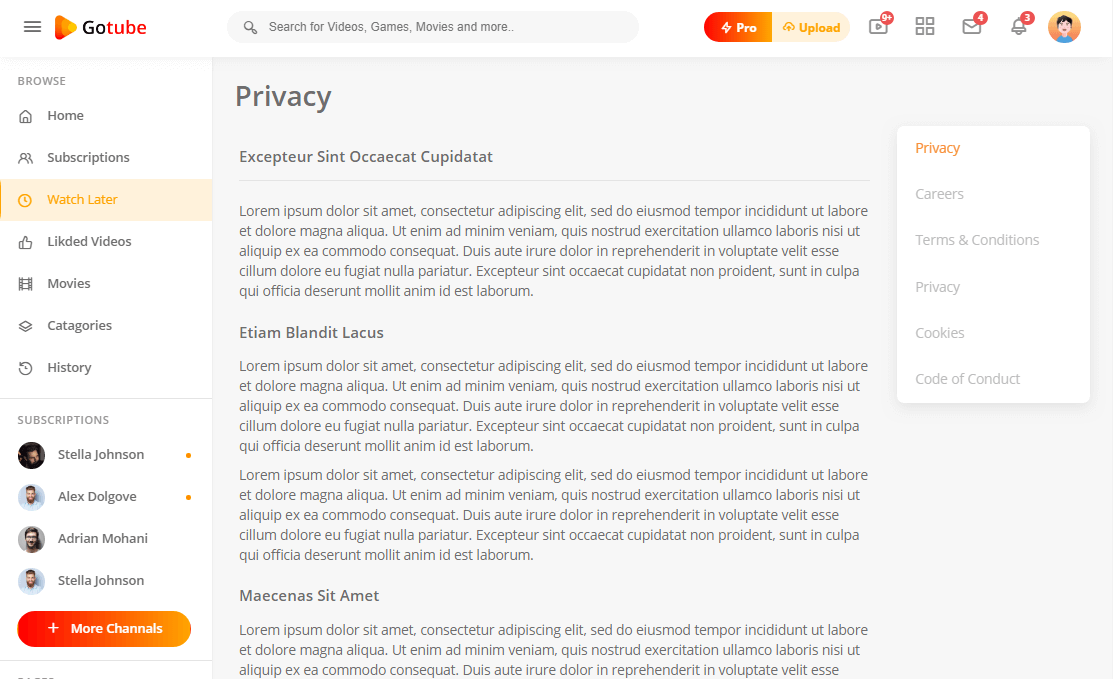 Gotube
Search for Videos, Games, Movies and more..
Pro
Upload
9+
4
3
BROWSE
Home
Subscriptions
Watch Later
Likded Videos
Movies
Catagories
History
SUBSCRIPTIONS
Stella Johnson
Alex Dolgove
Adrian Mohani
Stella Johnson
More Channals
Privacy
Excepteur Sint Occaecat Cupidatat
Lorem ipsum dolor sit amet, consectetur adipiscing elit, sed do eiusmod tempor incididunt ut labore
et dolore magna aliqua. Ut enim ad minim veniam, quis nostrud exercitation ullamco laboris nisi ut
aliquip ex ea commodo consequat. Duis aute irure dolor in reprehenderit in voluptate velit esse
cillum dolore eu fugiat nulla pariatur. Excepteur sint occaecat cupidatat non proident, sunt in culpa
qui officia deserunt mollit anim id est laborum.
Etiam Blandit Lacus
Lorem ipsum dolor sit amet, consectetur adipiscing elit, sed do eiusmod tempor incididunt ut labore
et dolore magna aliqua. Ut enim ad minim veniam, quis nostrud exercitation ullamco laboris nisi ut
aliquip ex ea commodo consequat. Duis aute irure dolor in reprehenderit in voluptate velit esse
cillum dolore eu fugiat nulla pariatur. Excepteur sint occaecat cupidatat non proident, sunt in culpa
qui officia deserunt mollit anim id est laborum.
Lorem ipsum dolor sit amet, consectetur adipiscing elit, sed do eiusmod tempor incididunt ut labore
et dolore magna aliqua. Ut enim ad minim veniam, quis nostrud exercitation ullamco laboris nisi ut
aliquip ex ea commodo consequat. Duis aute irure dolor in reprehenderit in voluptate velit esse
cillum dolore eu fugiat nulla pariatur. Excepteur sint occaecat cupidatat non proident, sunt in culpa
qui officia deserunt mollit anim id est laborum.
Maecenas Sit Amet
Lorem ipsum dolor sit amet, consectetur adipiscing elit, sed do eiusmod tempor incididunt ut labore
et dolore magna aliqua. Ut enim ad minim veniam, quis nostrud exercitation ullamco laboris nisi ut
aliquip ex ea commodo consequat. Duis aute irure dolor in reprehenderit in voluptate velit esse
Privacy
Careers
Terms & Conditions
Privacy
Cookies
Code of Conduct